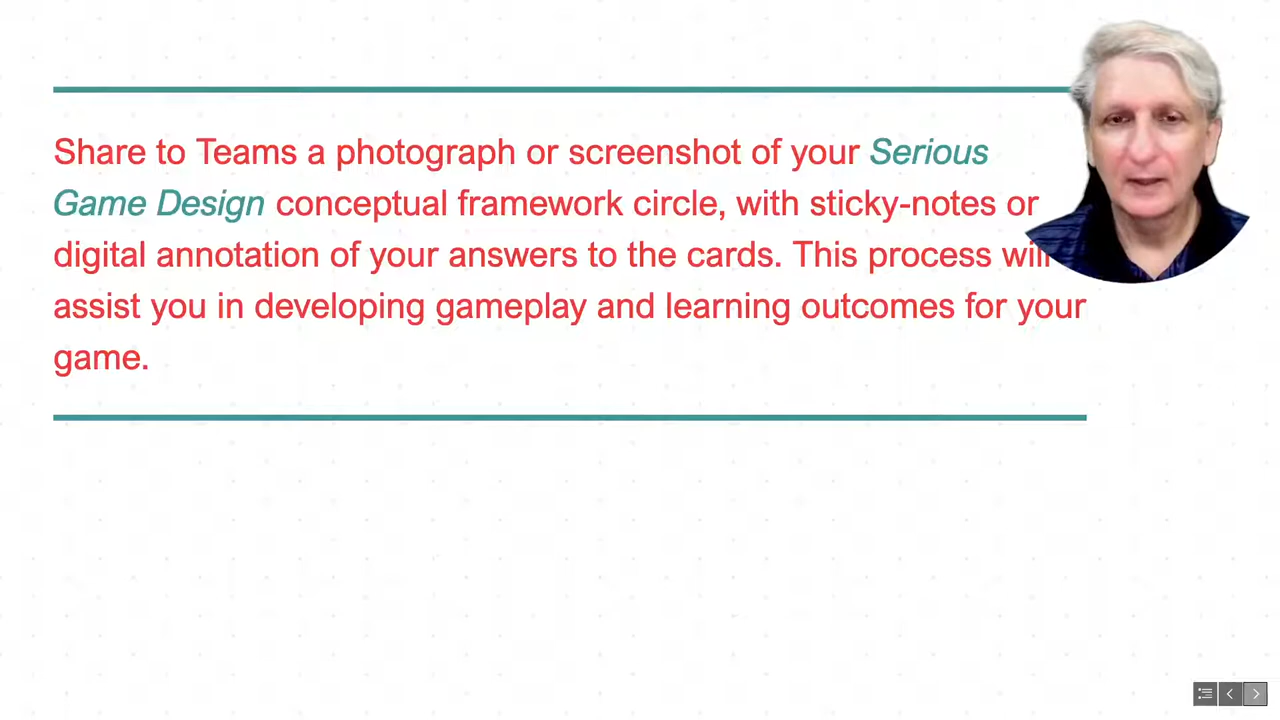 Share to Teams a photograph or screenshot of your Serious
Game Design conceptual framework circle, with sticky-notes or
digital annotation of your answers to the cards. This process will
assist you in developing gameplay and learning outcomes for your
game.